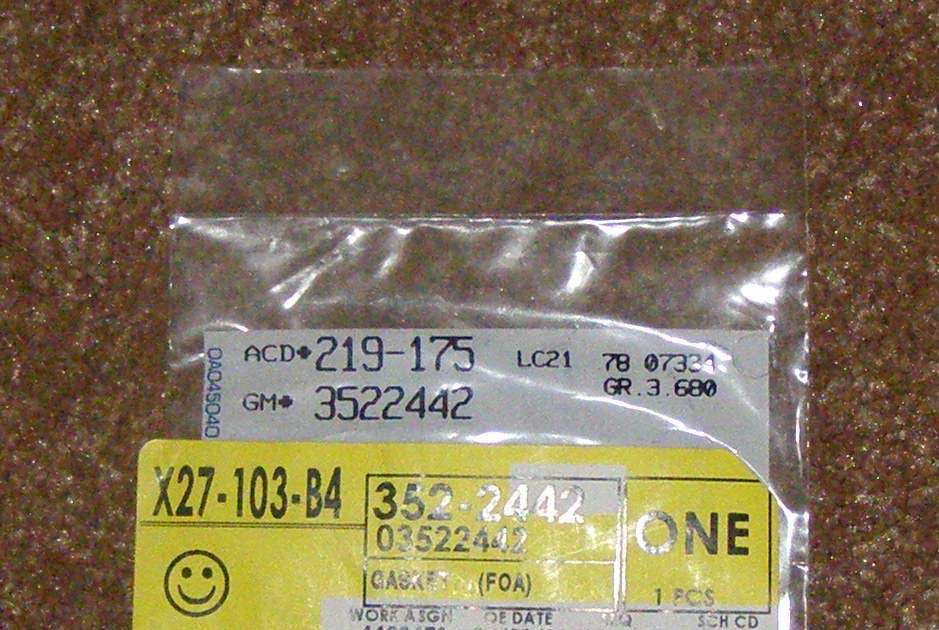 ACD# 219-175 LC21 78 07334
GR.3.680
GM# 3522442
0A045040
X27-103-B4
352-2442
03522442
ONE
GASKET (FOA)
1 PCS
WORK ASGN OE DATE SCH CD